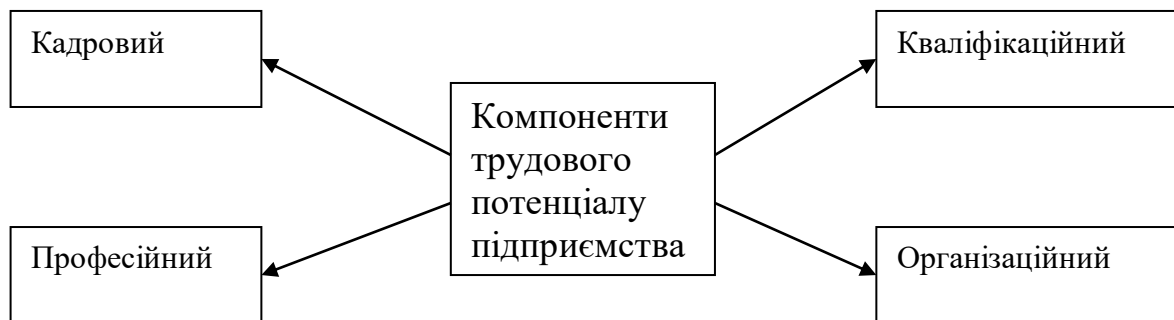 Кадровий
Кваліфікаційний
Компоненти
трудового
потенціалу
підприємства
Професійний
Організаційний